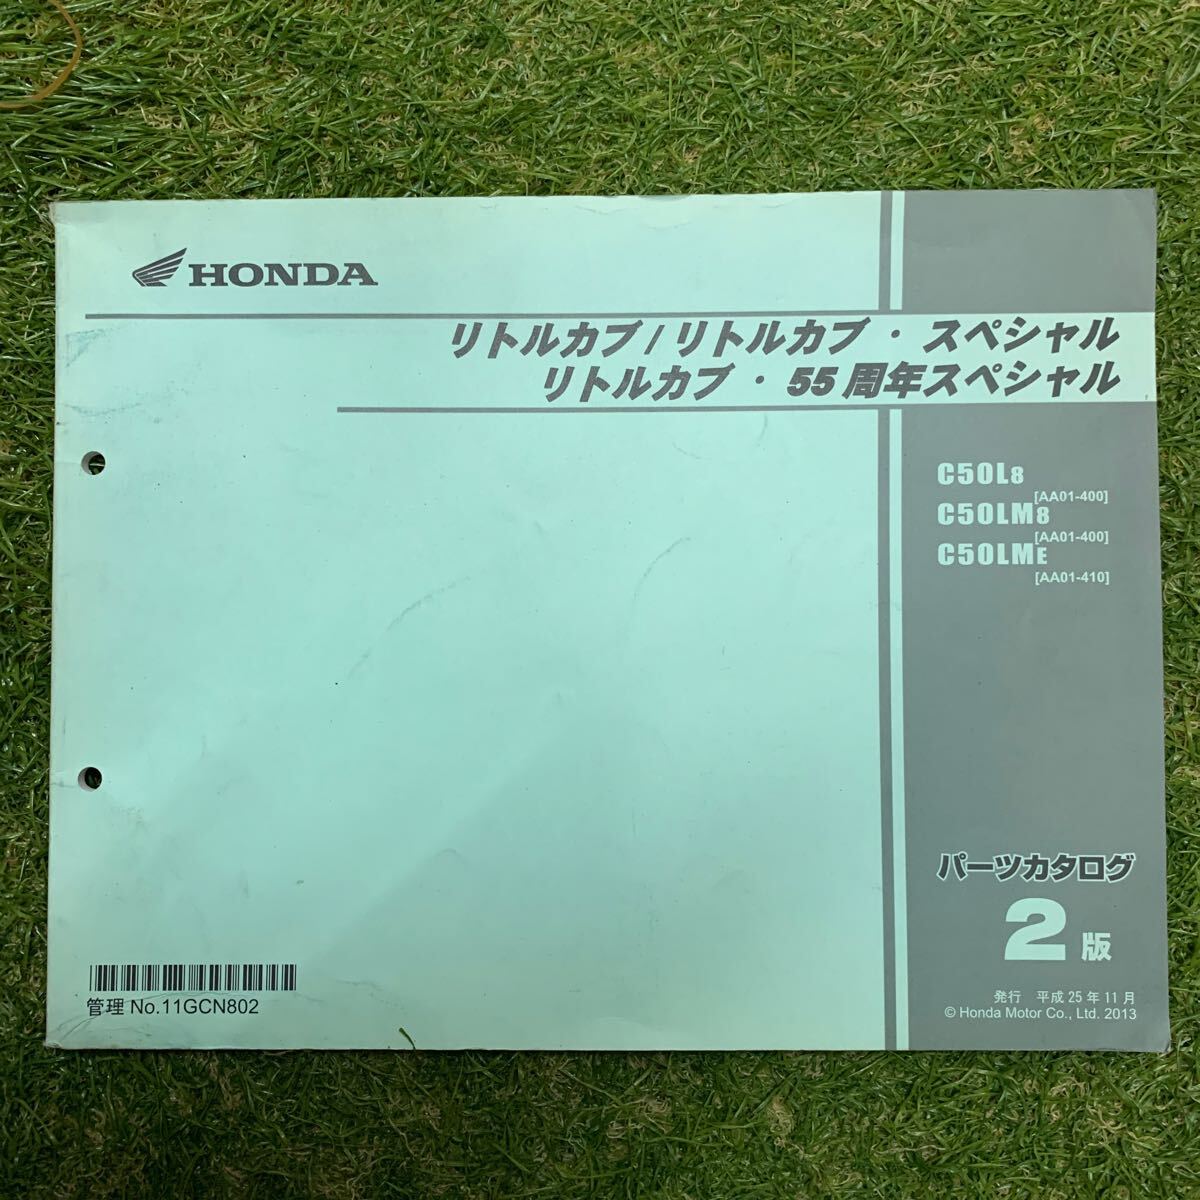 HONDA
リトルカブ/リトルカブ・スペシャル
リトルカブ・55周年スペシャル
C50L8
[AA01-400]
C50LM8
[AA01-400]
C50LME
[AA01-410]
パーツカタログ
2版
発行 平成25年11月
© Honda Motor Co., Ltd. 2013
管理 No.11GCN802